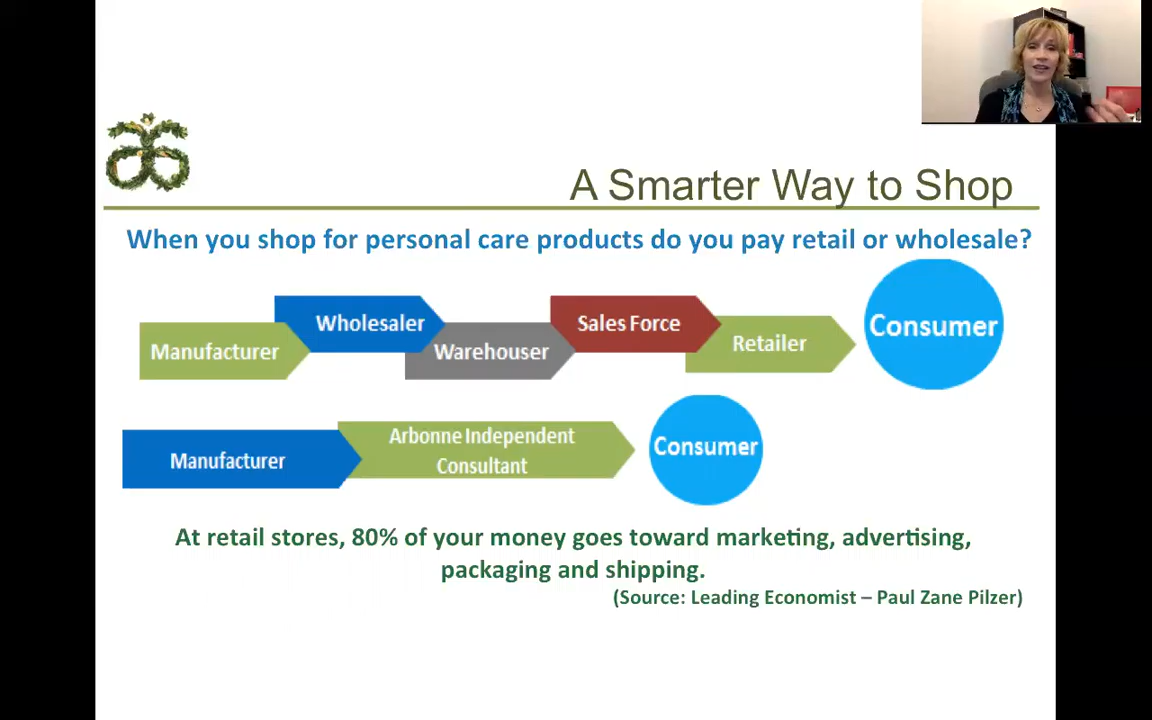 A Smarter Way to Shop
When you shop for personal care products do you pay retail or wholesale?
Manufacturer
Wholesaler
Warehouser
Sales Force
Retailer
Consumer
Manufacturer
Arbonne Independent
Consultant
Consumer
At retail stores, 80% of your money goes toward marketing, advertising,
packaging and shipping.
(Source: Leading Economist – Paul Zane Pilzer)